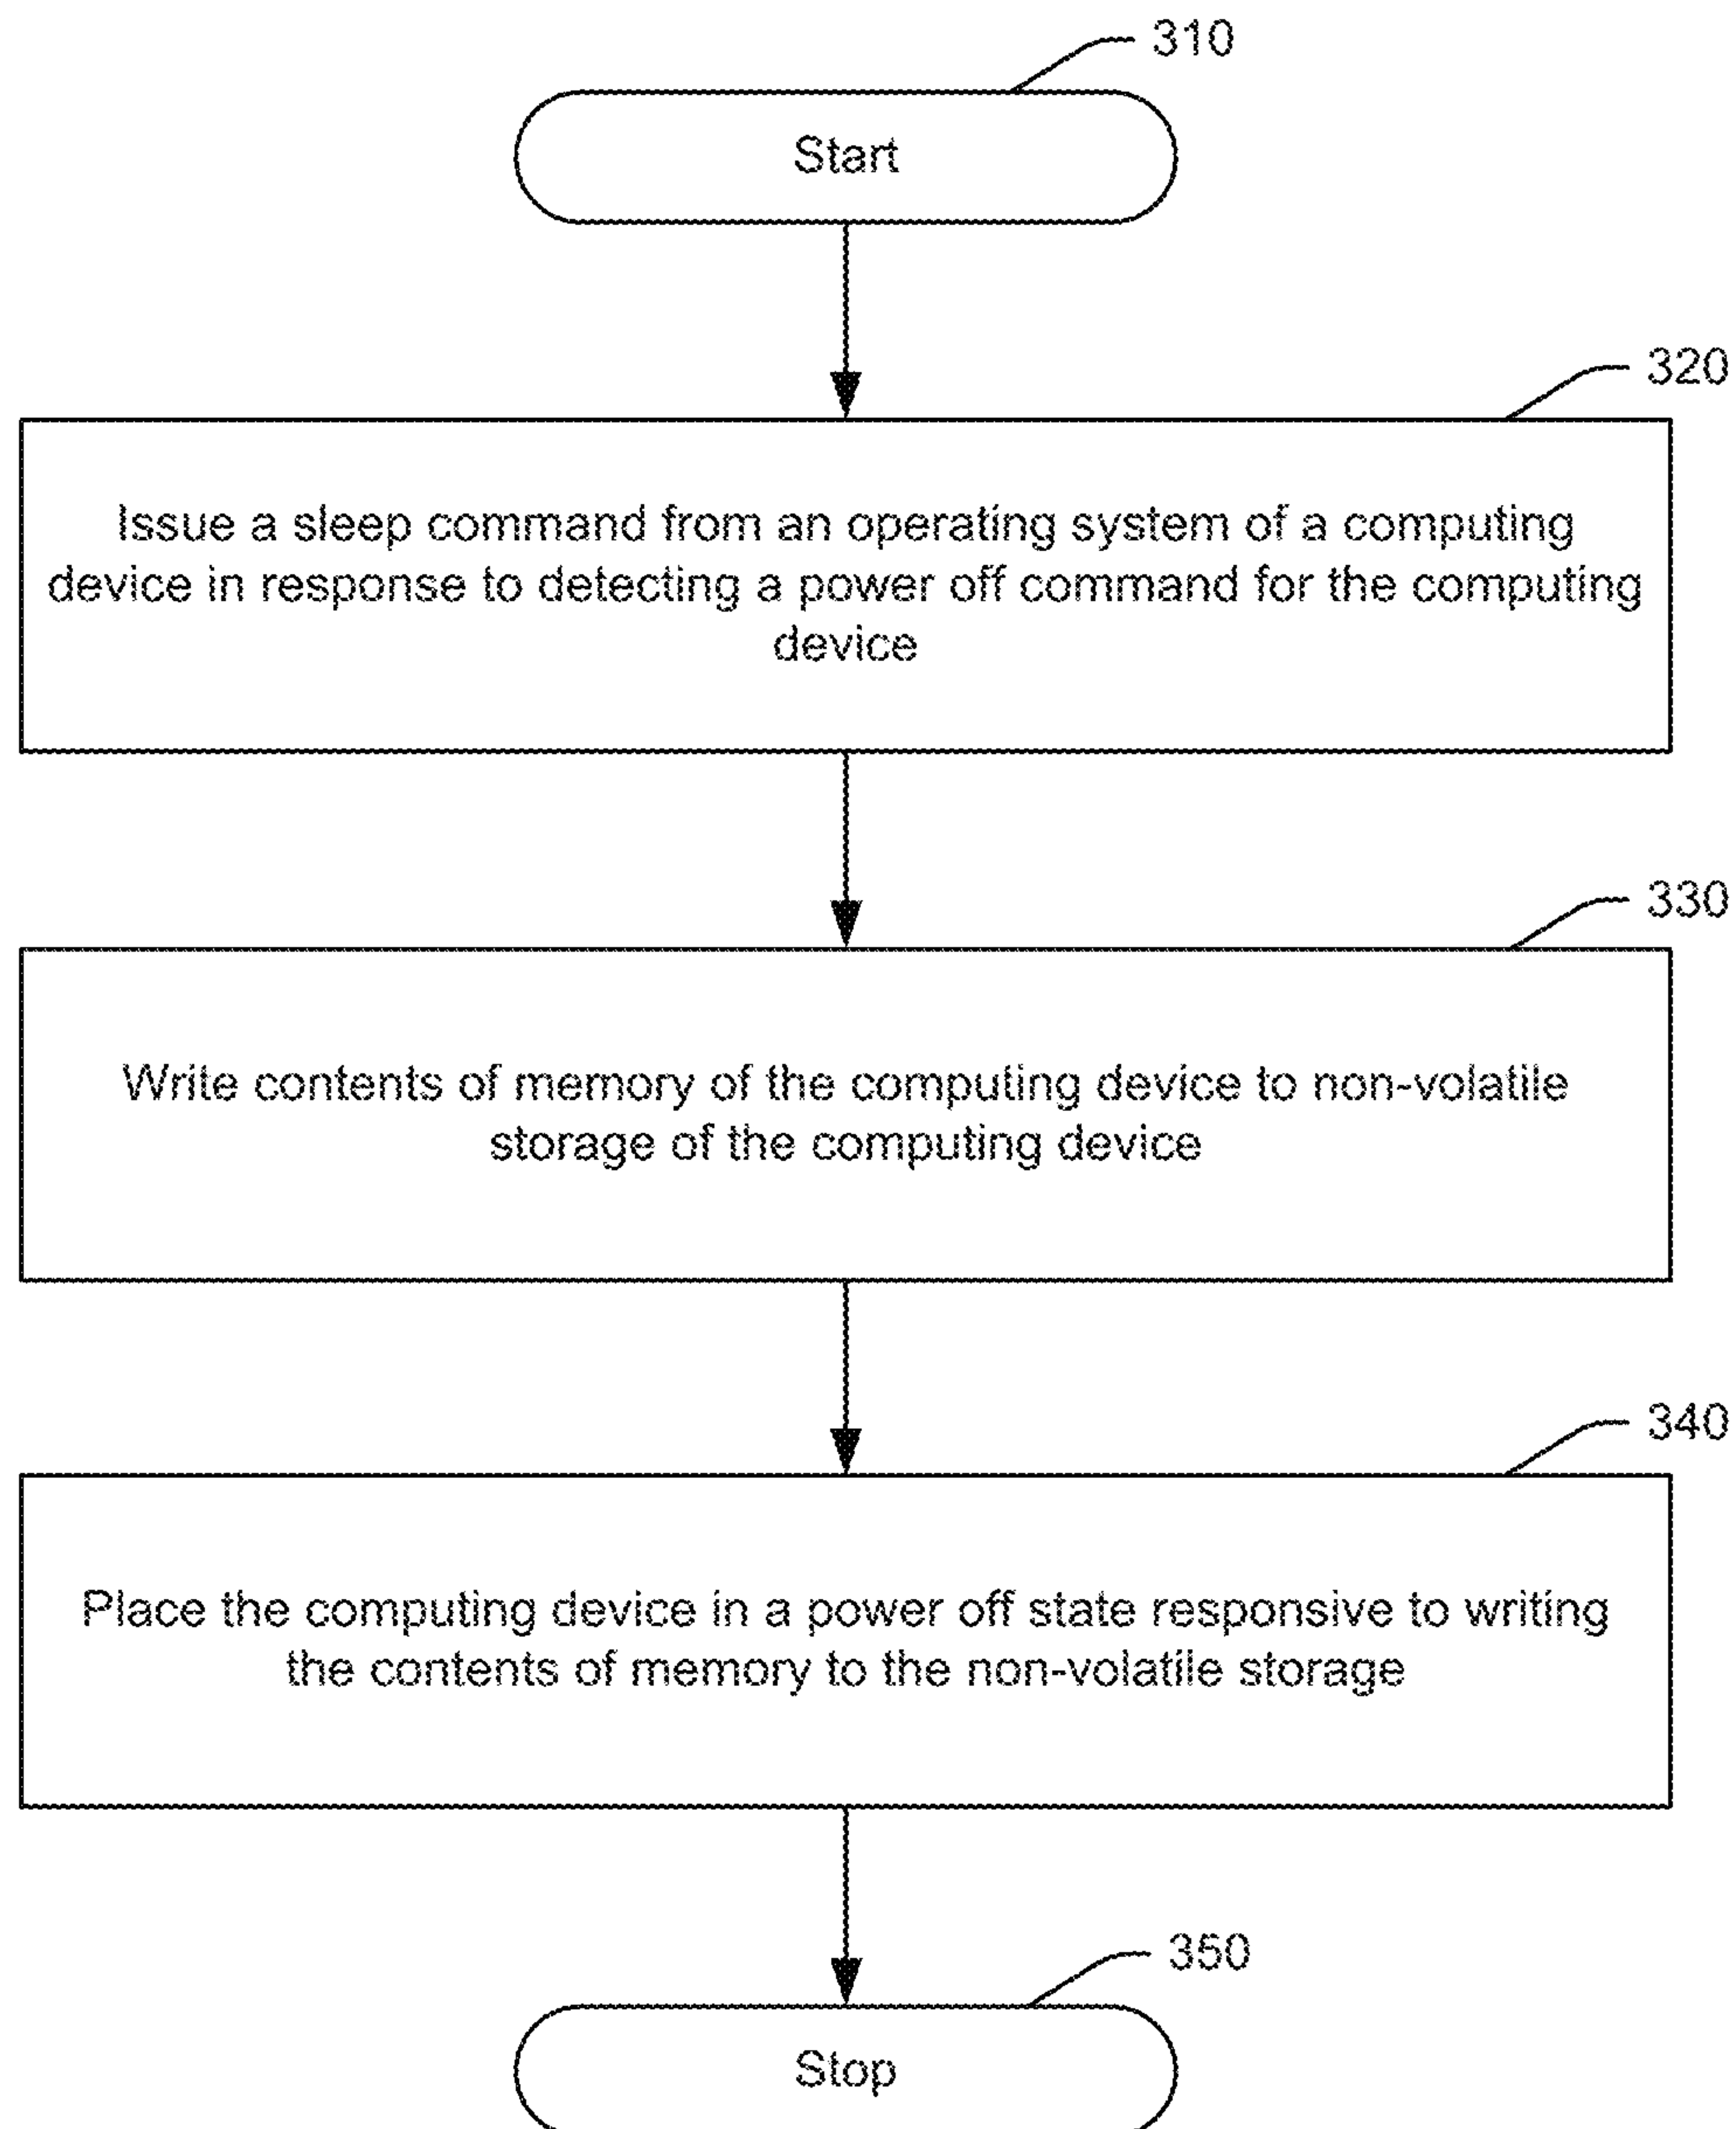 310
Start
320
Issue a sleep command from an operating system of a computing
device in response to detecting a power off command for the computing
device
330
Write contents of memory of the computing device to non-volatile
storage of the computing device
340
Place the computing device in a power off state responsive to writing
the contents of memory to the non-volatile storage
350
Stop